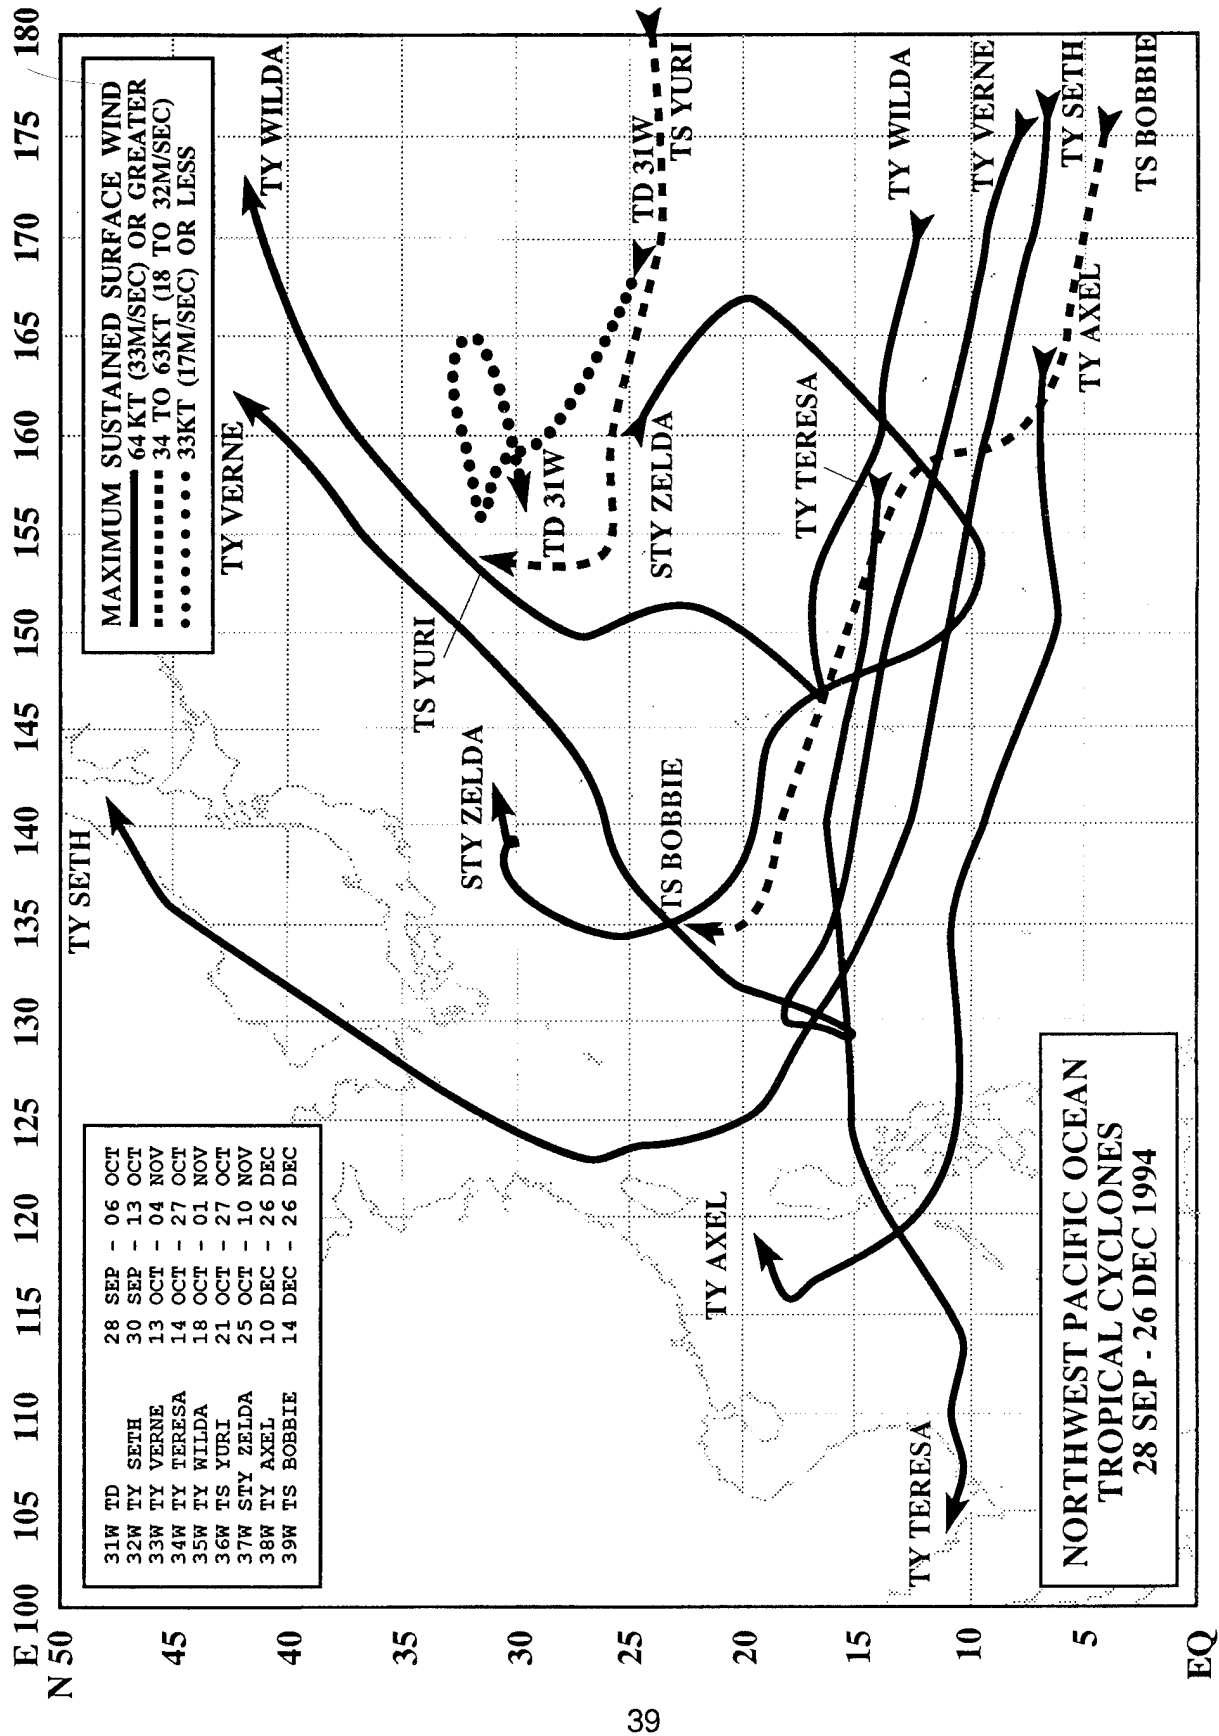 E 100 105 110 115 120 125 130 135 140 145 150 155 160 165 170 175 180
N 50
45
40
35
30
25
20
15
10
5
EQ
31W TD 28 SEP - 06 OCT
32W TY SETH 30 SEP - 13 OCT
33W TY VERNE 13 OCT - 04 NOV
34W TY TERESA 14 OCT - 27 OCT
35W TY WILDA 18 OCT - 01 NOV
36W TS YURI 21 OCT - 27 OCT
37W STY ZELDA 25 OCT - 10 NOV
38W TY AXEL 10 DEC - 26 DEC
39W TS BOBBIE 14 DEC - 26 DEC
MAXIMUM SUSTAINED SURFACE WIND
64KT (33M/SEC) OR GREATER
34 TO 63KT (18 TO 32M/SEC)
33KT (17M/SEC) OR LESS
TY SETH
TY VERNE
TY WILDA
TS YURI
STY ZELDA
TD 31W
TD 31W
TS YURI
TS BOBBIE
STY ZELDA
TY AXEL
TY TERESA
TY WILDA
TY TERESA
TY VERNE
TY SETH
TY AXEL
TS BOBBIE
NORTHWEST PACIFIC OCEAN
TROPICAL CYCLONES
28 SEP - 26 DEC 1994
39